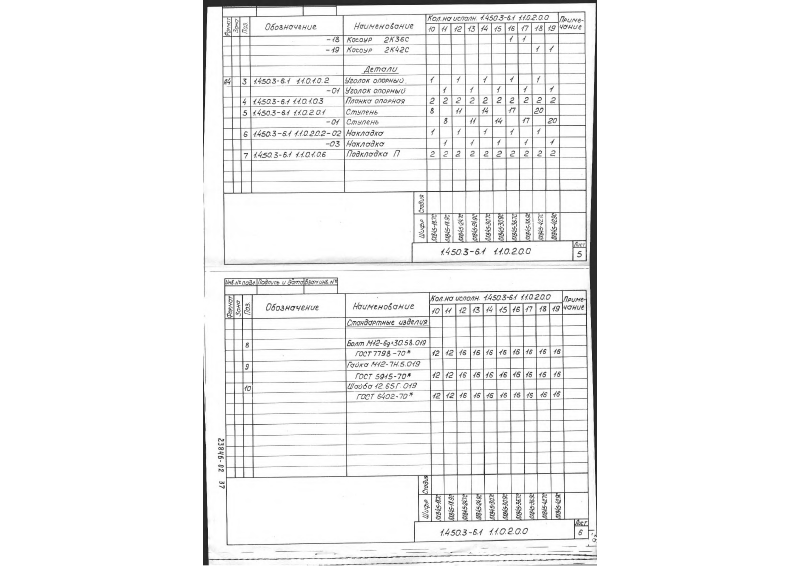 Формат Зона Поз. Обозначение Наименование Кол. на исполн. 1.450.3-6.1 1.1.0.2.0.0 Примечание
10 11 12 13 14 15 16 17 18 19
-18 Косоур 2К36С 1 1
-19 Косоур 2К42С 1 1
Детали
А4 3 1.450.3-6.1 1.1.0.1.0.2 Уголок опорный 1 1 1 1 1
-01 Уголок опорный 1 1 1 1 1
4 1.450.3-6.1 1.1.0.1.0.3 Планка опорная 2 2 2 2 2 2 2 2 2 2
5 1.450.3-6.1 1.1.0.2.0.1 Ступень 8 11 14 17 20
-01 Ступень 8 11 14 17 20
6 1.450.3-6.1 1.1.0.2.0.2-02 Накладка 1 1 1 1 1
-03 Накладка 1 1 1 1 1
7 1.450.3-6.1 1.1.0.1.0.6 Подкладка П 2 2 2 2 2 2 2 2 2 2
Шифр Стадия
1.450.3-6.1 1.1.0.2.0.0
Лист
5
Инв.№ подл. Подпись и дата Взам.инв.№
Формат Зона Поз. Обозначение Наименование Кол. на исполн. 1.450.3-6.1 1.1.0.2.0.0 Примечание
10 11 12 13 14 15 16 17 18 19
Стандартные изделия
8 Болт М12-6g×30.58.019
ГОСТ 7798-70* 12 12 16 16 16 16 16 16 16 16
9 Гайка М12-7Н.5.019
ГОСТ 5915-70* 12 12 16 16 16 16 16 16 16 16
10 Шайба 12.65Г.019
ГОСТ 6402-70* 12 12 16 16 16 16 16 16 16 16
Шифр Стадия
1.450.3-6.1 1.1.0.2.0.0
Лист
6
23846-02 37